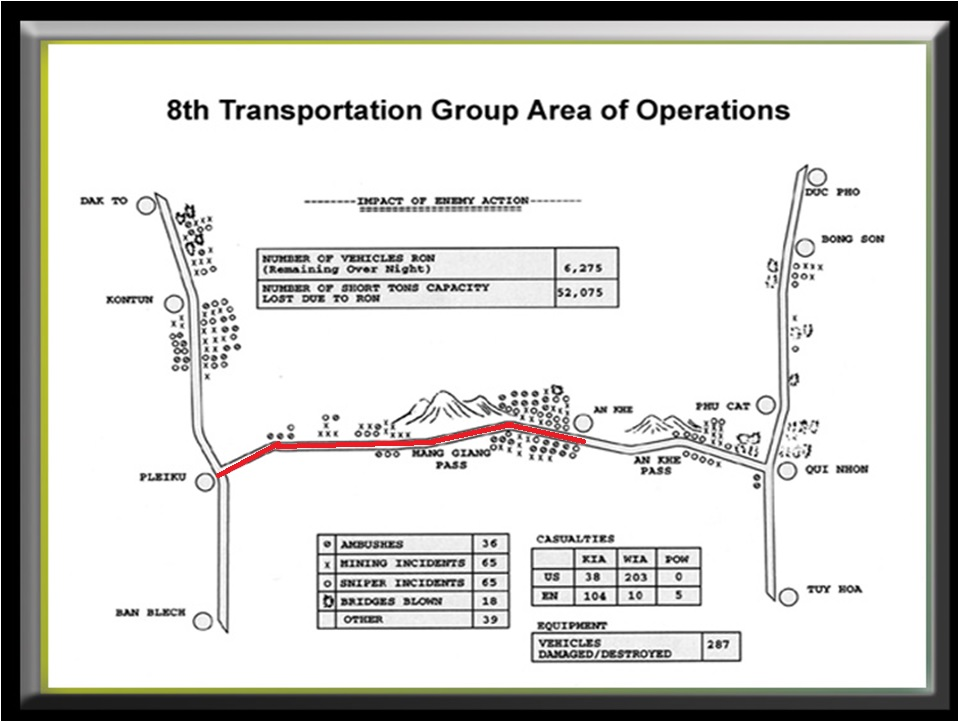 8th Transportation Group Area of Operations
DAK TO
DUC PHO
--------IMPACT OF ENEMY ACTION-------
BONG SON
NUMBER OF VEHICLES RON
(Remaining Over Night) 6,275
NUMBER OF SHORT TONS CAPACITY
LOST DUE TO RON 52,075
KONTUN
AN KHE
PHU CAT
MANG GIANG
PASS
AN KHE
PASS
PLEIKU
QUI NHON
AMBUSHES 36
x MINING INCIDENTS 65
o SNIPER INCIDENTS 65
BRIDGES BLOWN 18
OTHER 39
CASUALTIES
KIA WIA POW
US 38 203 0
EN 104 10 5
TUY HOA
BAN BLECH
EQUIPMENT
VEHICLES
DAMAGED/DESTROYED 287